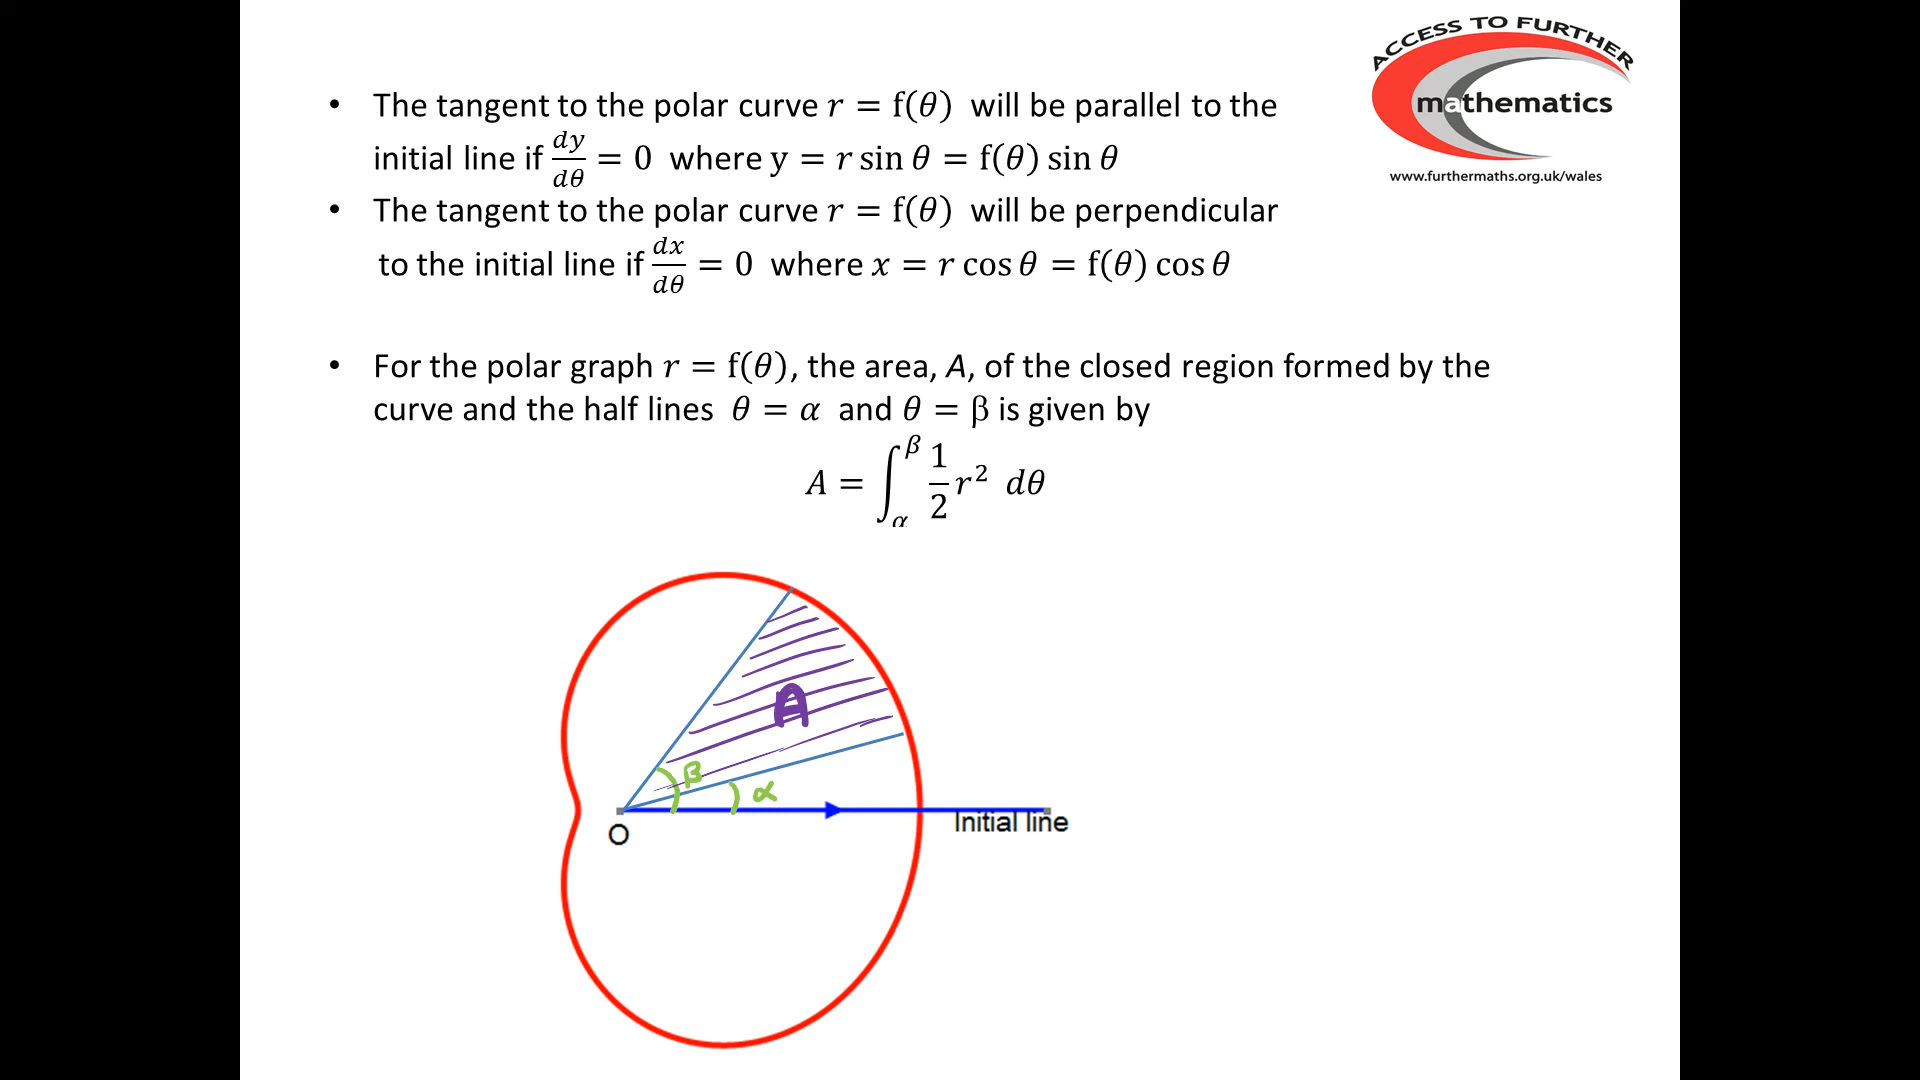 ACCESS TO FURTHER
mathematics
www.furthermaths.org.uk/wales
• The tangent to the polar curve 𝑟 = f(𝜃) will be parallel to the
initial line if 𝑑𝑦/𝑑𝜃 = 0 where y = 𝑟 sin 𝜃 = f(𝜃) sin 𝜃
• The tangent to the polar curve 𝑟 = f(𝜃) will be perpendicular
to the initial line if 𝑑𝑥/𝑑𝜃 = 0 where 𝑥 = 𝑟 cos 𝜃 = f(𝜃) cos 𝜃
• For the polar graph 𝑟 = f(𝜃), the area, A, of the closed region formed by the
curve and the half lines 𝜃 = 𝛼 and 𝜃 = β is given by
𝐴 = ∫_𝛼^𝛽 1/2 𝑟² 𝑑𝜃
A
β
α
O
Initial line